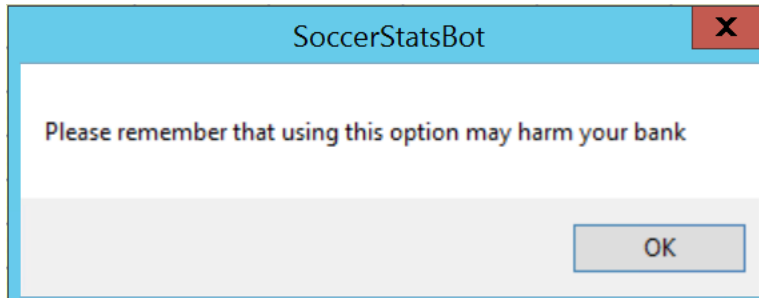 SoccerStatsBot
X
Please remember that using this option may harm your bank
OK